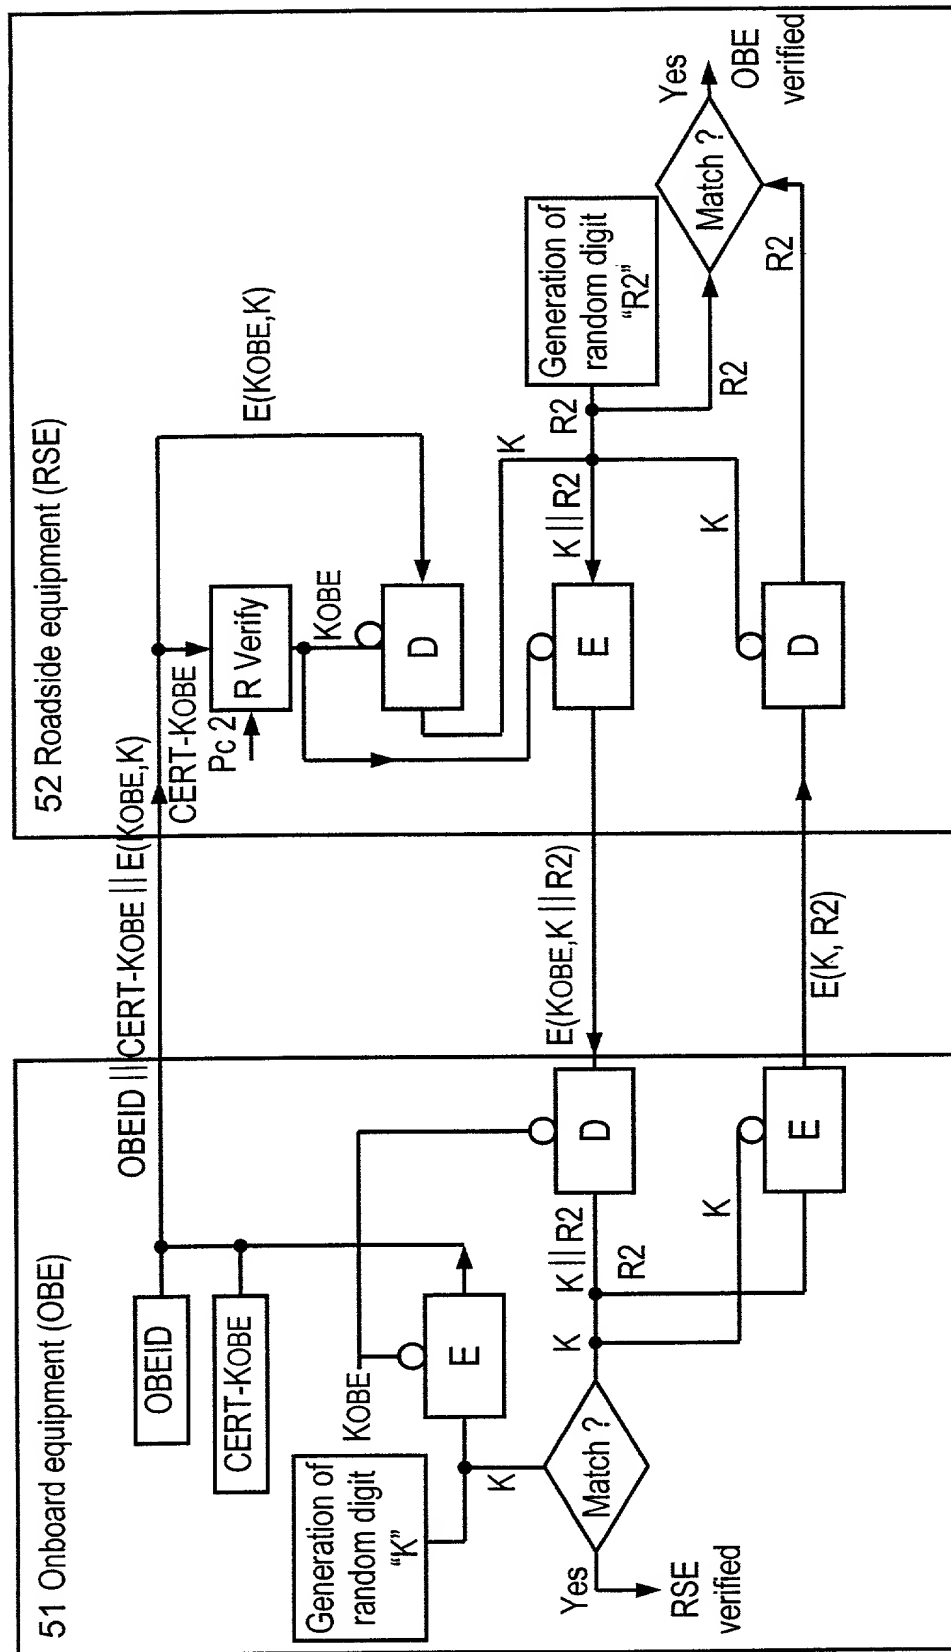 51 Onboard equipment (OBE)
OBEID
CERT-KOBE
Generation of
random digit
"K"
KOBE
E
K
Match ?
Yes
RSE
verified
K
K || R2
R2
D
K
E
OBEID || CERT-KOBE || E(KOBE,K)
E(KOBE,K || R2)
E(K, R2)
52 Roadside equipment (RSE)
CERT-KOBE
Pc 2
R Verify
KOBE
D
E(KOBE,K)
K
E
K || R2
R2
Generation of
random digit
"R2"
R2
K
D
R2
Match ?
Yes
OBE
verified